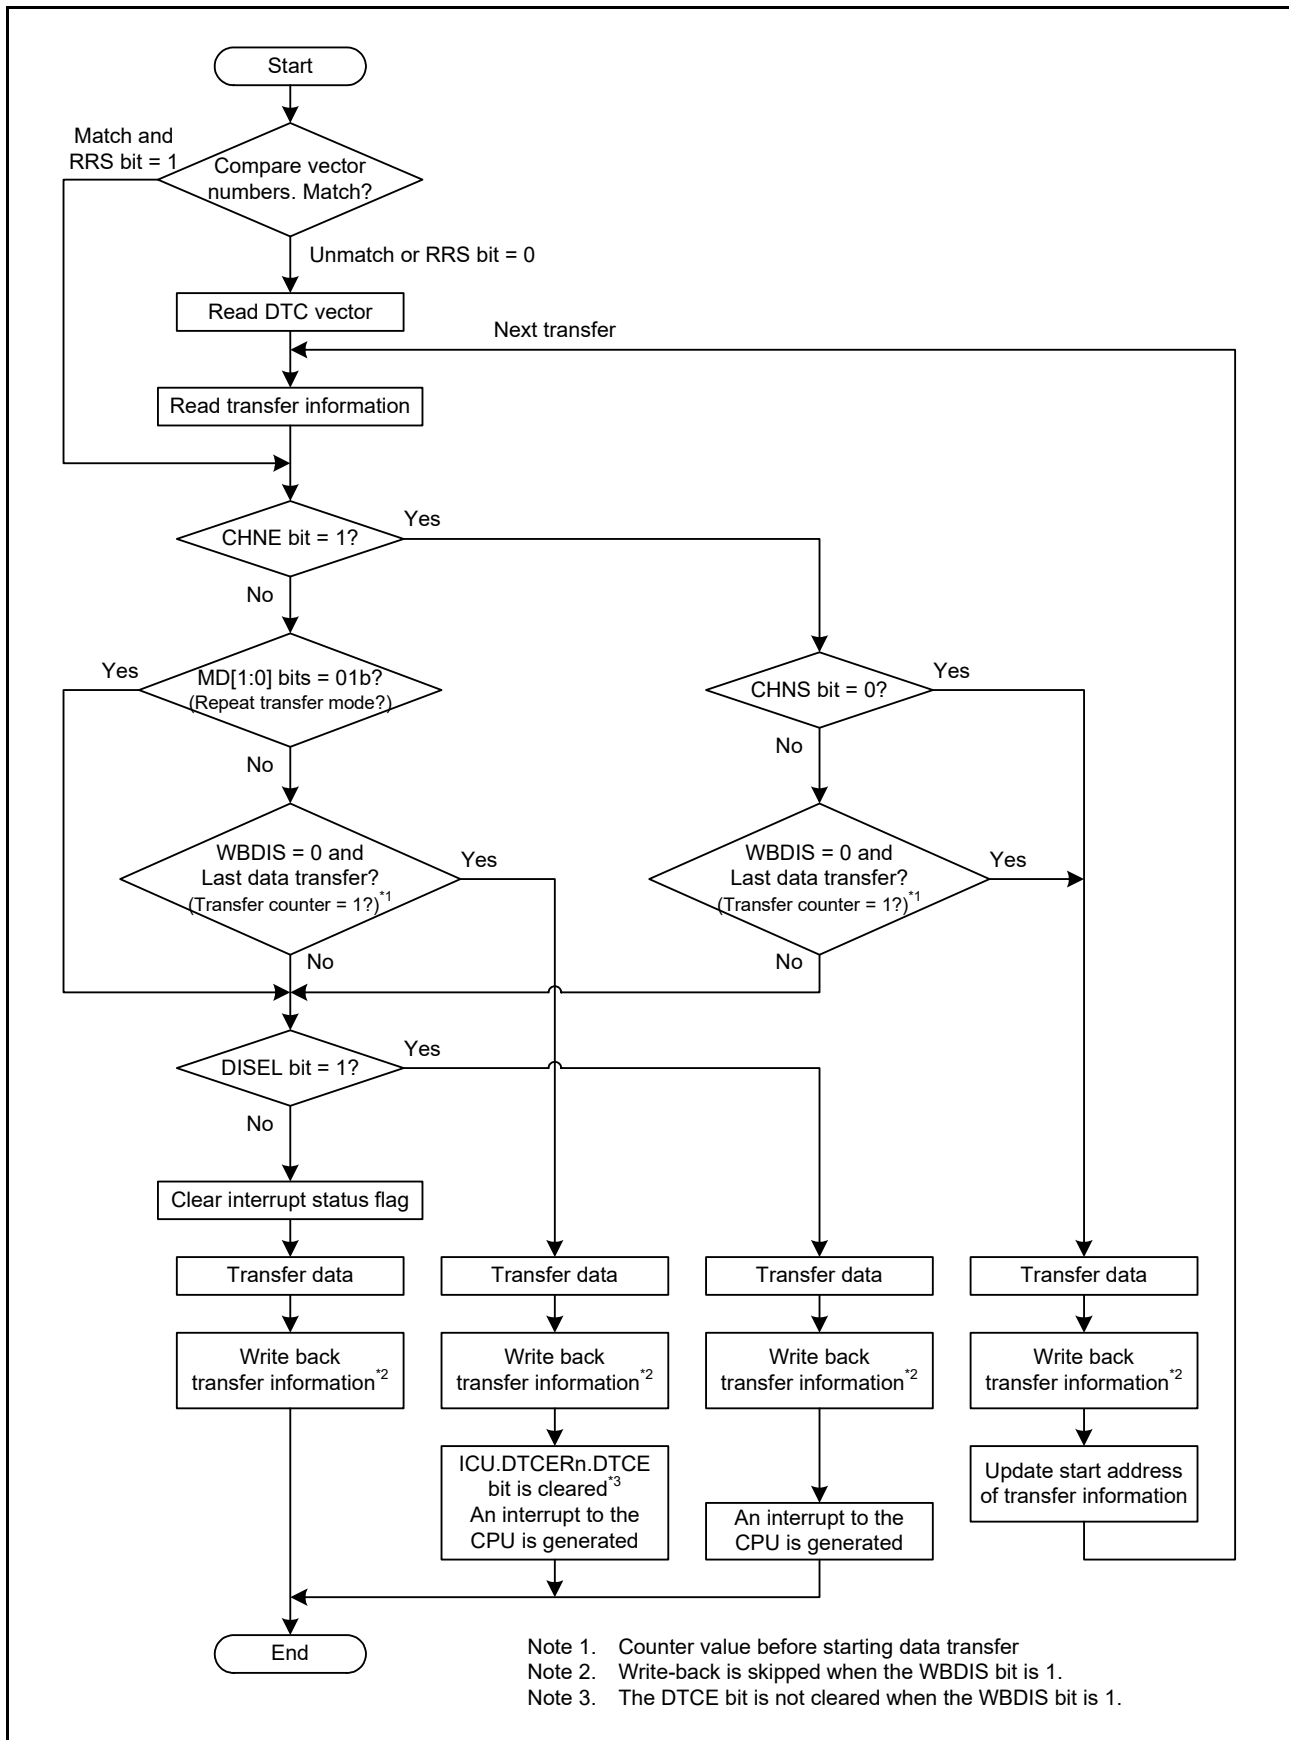 Start
Match and
RRS bit = 1
Compare vector
numbers. Match?
Unmatch or RRS bit = 0
Read DTC vector
Next transfer
Read transfer information
CHNE bit = 1?
Yes
No
Yes
MD[1:0] bits = 01b?
(Repeat transfer mode?)
CHNS bit = 0?
Yes
No
No
WBDIS = 0 and
Last data transfer?
(Transfer counter = 1?)*1
Yes
WBDIS = 0 and
Last data transfer?
(Transfer counter = 1?)*1
Yes
No
No
DISEL bit = 1?
Yes
No
Clear interrupt status flag
Transfer data
Transfer data
Transfer data
Transfer data
Write back
transfer information*2
Write back
transfer information*2
Write back
transfer information*2
Write back
transfer information*2
ICU.DTCERn.DTCE
bit is cleared*3
An interrupt to the
CPU is generated
An interrupt to the
CPU is generated
Update start address
of transfer information
End
Note 1. Counter value before starting data transfer
Note 2. Write-back is skipped when the WBDIS bit is 1.
Note 3. The DTCE bit is not cleared when the WBDIS bit is 1.